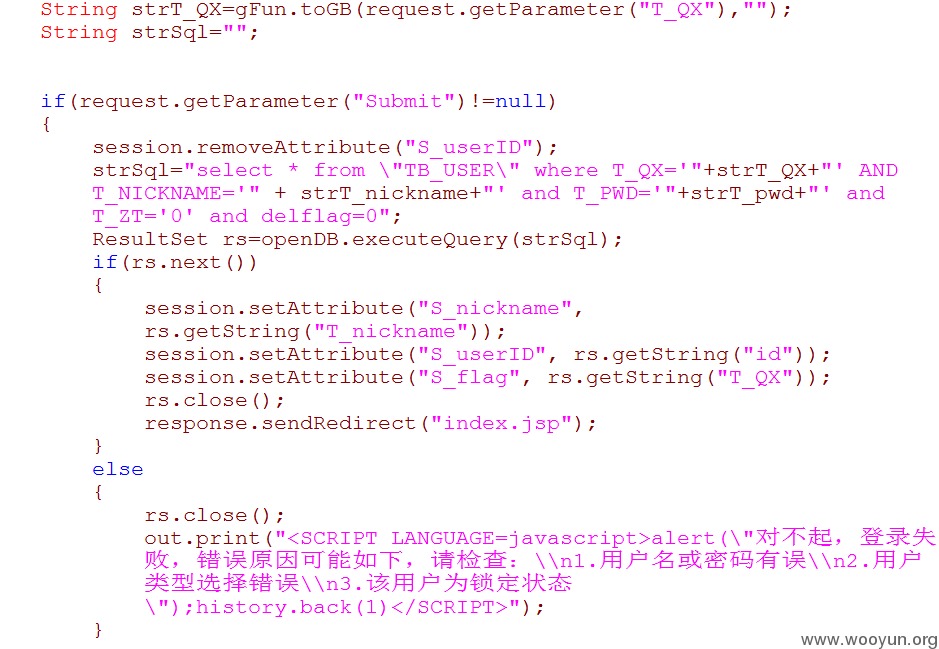 String strT_QX=gFun.toGB(request.getParameter("T_QX"),"");
String strSql="";
if(request.getParameter("Submit")!=null)
{
session.removeAttribute("S_userID");
strSql="select * from \"TB_USER\" where T_QX='"+strT_QX+"' AND
T_NICKNAME='" + strT_nickname+"' and T_PWD='"+strT_pwd+"' and
T_ZT='0' and delflag=0";
ResultSet rs=openDB.executeQuery(strSql);
if(rs.next())
{
session.setAttribute("S_nickname",
rs.getString("T_nickname"));
session.setAttribute("S_userID", rs.getString("id"));
session.setAttribute("S_flag", rs.getString("T_QX"));
rs.close();
response.sendRedirect("index.jsp");
}
else
{
rs.close();
out.print("<SCRIPT LANGUAGE=javascript>alert(\"对不起，登录失
败，错误原因可能如下，请检查：\\n1.用户名或密码有误\\n2.用户
类型选择错误\\n3.该用户为锁定状态
\");history.back(1)</SCRIPT>");
}
www.wooyun.org